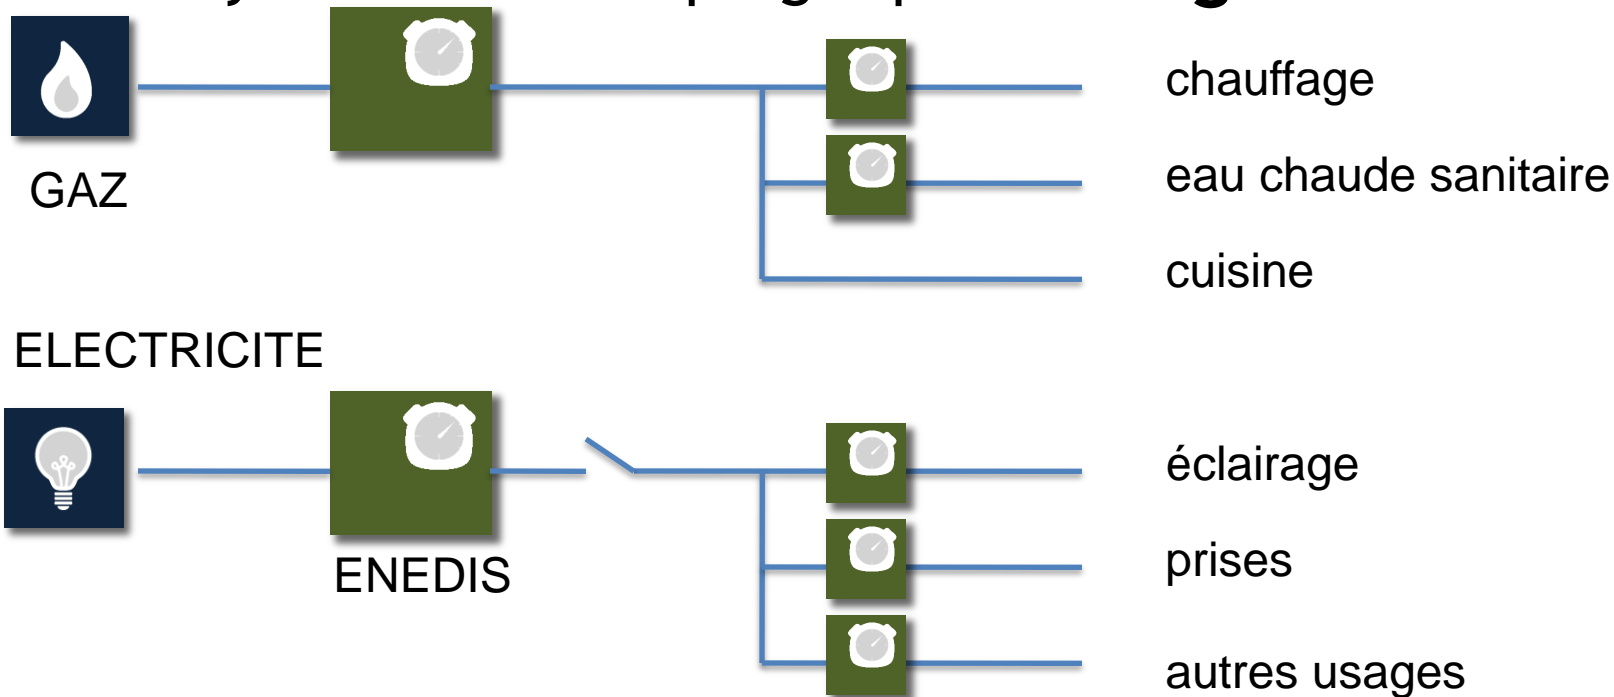 chauffage
GAZ
eau chaude sanitaire
cuisine
ELECTRICITE
éclairage
ENEDIS
prises
autres usages